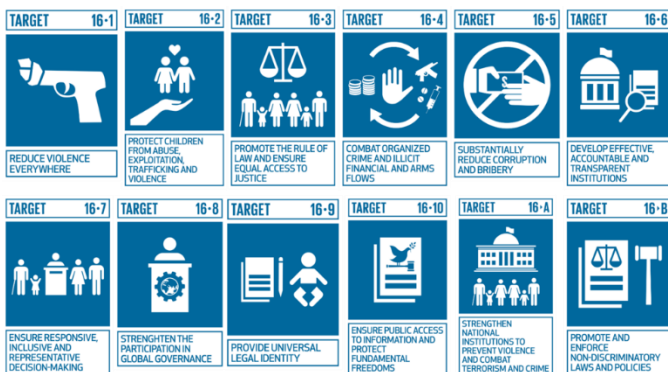 TARGET 16·1
REDUCE VIOLENCE
EVERYWHERE
TARGET 16·2
PROTECT CHILDREN
FROM ABUSE,
EXPLOITATION,
TRAFFICKING AND
VIOLENCE
TARGET 16·3
PROMOTE THE RULE OF
LAW AND ENSURE
EQUAL ACCESS TO
JUSTICE
TARGET 16·4
COMBAT ORGANIZED
CRIME AND ILLICIT
FINANCIAL AND ARMS
FLOWS
TARGET 16·5
SUBSTANTIALLY
REDUCE CORRUPTION
AND BRIBERY
TARGET 16·6
DEVELOP EFFECTIVE,
ACCOUNTABLE AND
TRANSPARENT
INSTITUTIONS
TARGET 16·7
ENSURE RESPONSIVE,
INCLUSIVE AND
REPRESENTATIVE
DECISION-MAKING
TARGET 16·8
STRENGHTEN THE
PARTICIPATION IN
GLOBAL GOVERNANCE
TARGET 16·9
PROVIDE UNIVERSAL
LEGAL IDENTITY
TARGET 16·10
ENSURE PUBLIC ACCESS
TO INFORMATION AND
PROTECT
FUNDAMENTAL
FREEDOMS
TARGET 16·A
STRENGTHEN
NATIONAL
INSTITUTIONS TO
PREVENT VIOLENCE
AND COMBAT
TERRORISM AND CRIME
TARGET 16·B
PROMOTE AND
ENFORCE
NON-DISCRIMINATORY
LAWS AND POLICIES